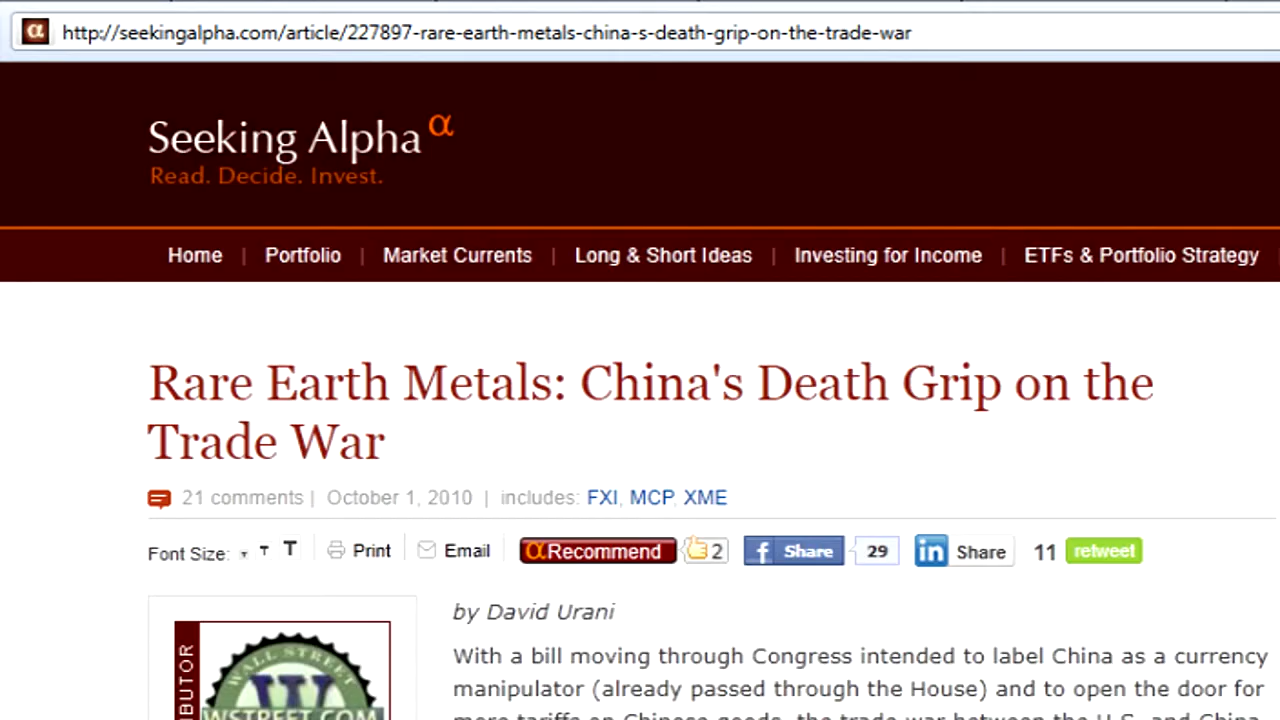 α http://seekingalpha.com/article/227897-rare-earth-metals-china-s-death-grip-on-the-trade-war
Seeking Alpha α
Read. Decide. Invest.
Home | Portfolio | Market Currents | Long & Short Ideas | Investing for Income | ETFs & Portfolio Strategy
Rare Earth Metals: China's Death Grip on the
Trade War
21 comments | October 1, 2010 | includes: FXI, MCP, XME
Font Size: T T Print Email αRecommend 2 f Share 29 in Share 11 retweet
by David Urani
With a bill moving through Congress intended to label China as a currency
manipulator (already passed through the House) and to open the door for
more tariffs on Chinese goods, the trade war between the U.S. and China
BUTOR
WALL STREET
W
WSTREET.COM